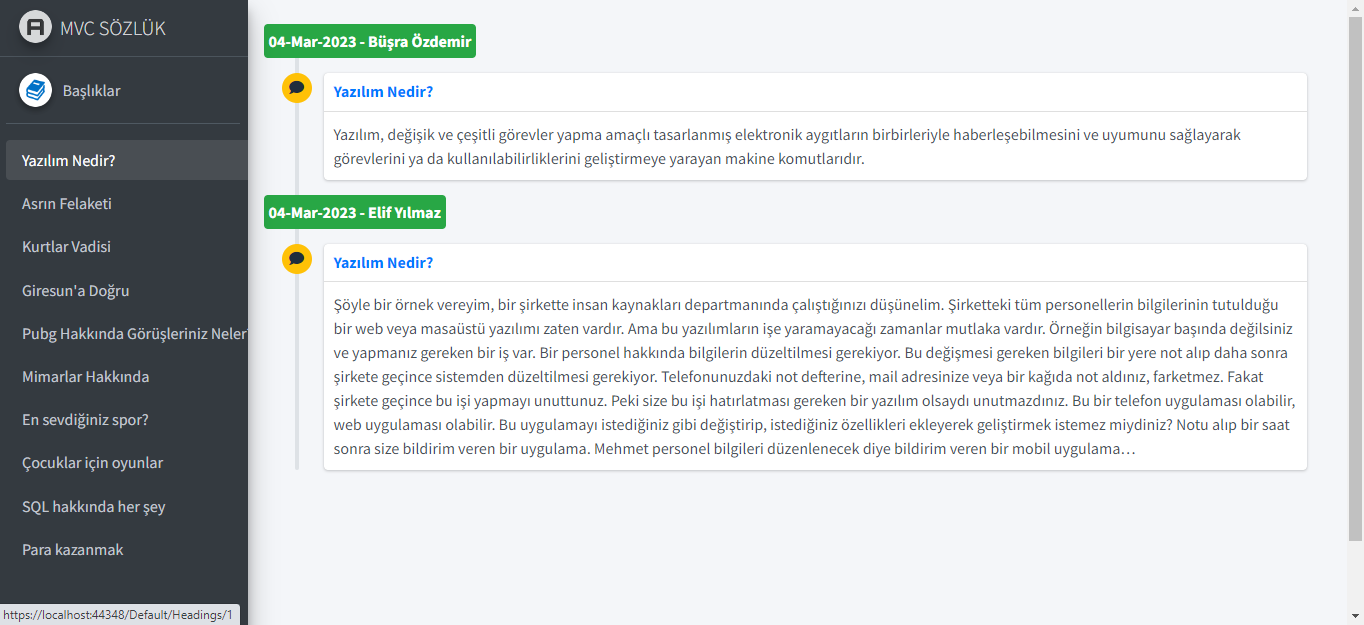 MVC SÖZLÜK
Başlıklar
Yazılım Nedir?
Asrın Felaketi
Kurtlar Vadisi
Giresun'a Doğru
Pubg Hakkında Görüşleriniz Neler?
Mimarlar Hakkında
En sevdiğiniz spor?
Çocuklar için oyunlar
SQL hakkında her şey
Para kazanmak
https://localhost:44348/Default/Headings/1
04-Mar-2023 - Büşra Özdemir
Yazılım Nedir?
Yazılım, değişik ve çeşitli görevler yapma amaçlı tasarlanmış elektronik aygıtların birbirleriyle haberleşebilmesini ve uyumunu sağlayarak
görevlerini ya da kullanılabilirliklerini geliştirmeye yarayan makine komutlarıdır.
04-Mar-2023 - Elif Yılmaz
Yazılım Nedir?
Şöyle bir örnek vereyim, bir şirkette insan kaynakları departmanında çalıştığınızı düşünelim. Şirketteki tüm personellerin bilgilerinin tutulduğu
bir web veya masaüstü yazılımı zaten vardır. Ama bu yazılımların işe yaramayacağı zamanlar mutlaka vardır. Örneğin bilgisayar başında değilsiniz
ve yapmanız gereken bir iş var. Bir personel hakkında bilgilerin düzeltilmesi gerekiyor. Bu değişmesi gereken bilgileri bir yere not alıp daha sonra
şirkete geçince sistemden düzeltilmesi gerekiyor. Telefonunuzdaki not defterine, mail adresinize veya bir kağıda not aldınız, farketmez. Fakat
şirkete geçince bu işi yapmayı unuttunuz. Peki size bu işi hatırlatması gereken bir yazılım olsaydı unutmazdınız. Bu bir telefon uygulaması olabilir,
web uygulaması olabilir. Bu uygulamayı istediğiniz gibi değiştirip, istediğiniz özellikleri ekleyerek geliştirmek istemez miydiniz? Notu alıp bir saat
sonra size bildirim veren bir uygulama. Mehmet personel bilgileri düzenlenecek diye bildirim veren bir mobil uygulama…